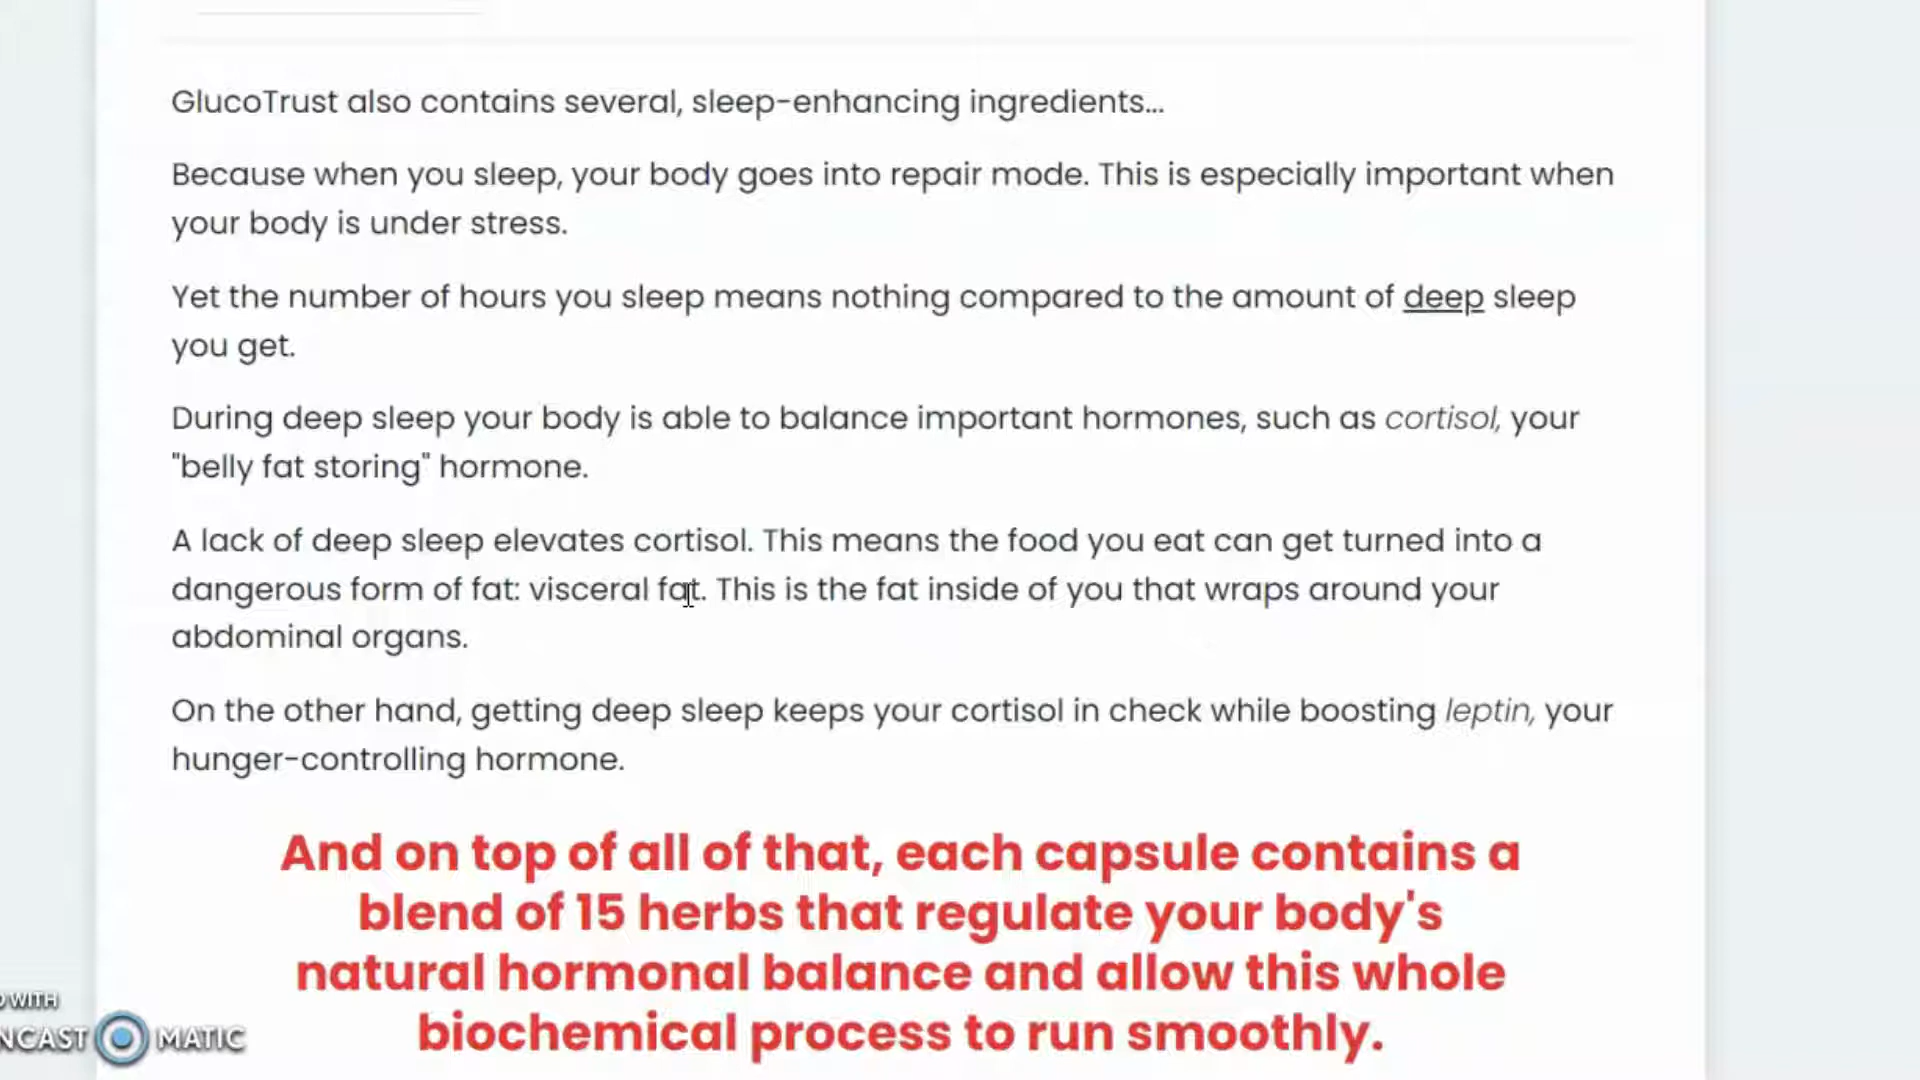 GlucoTrust also contains several, sleep-enhancing ingredients...
Because when you sleep, your body goes into repair mode. This is especially important when
your body is under stress.
Yet the number of hours you sleep means nothing compared to the amount of deep sleep
you get.
During deep sleep your body is able to balance important hormones, such as cortisol, your
"belly fat storing" hormone.
A lack of deep sleep elevates cortisol. This means the food you eat can get turned into a
dangerous form of fat: visceral fat. This is the fat inside of you that wraps around your
abdominal organs.
On the other hand, getting deep sleep keeps your cortisol in check while boosting leptin, your
hunger-controlling hormone.
And on top of all of that, each capsule contains a
blend of 15 herbs that regulate your body's
natural hormonal balance and allow this whole
biochemical process to run smoothly.
WITH
NCAST MATIC